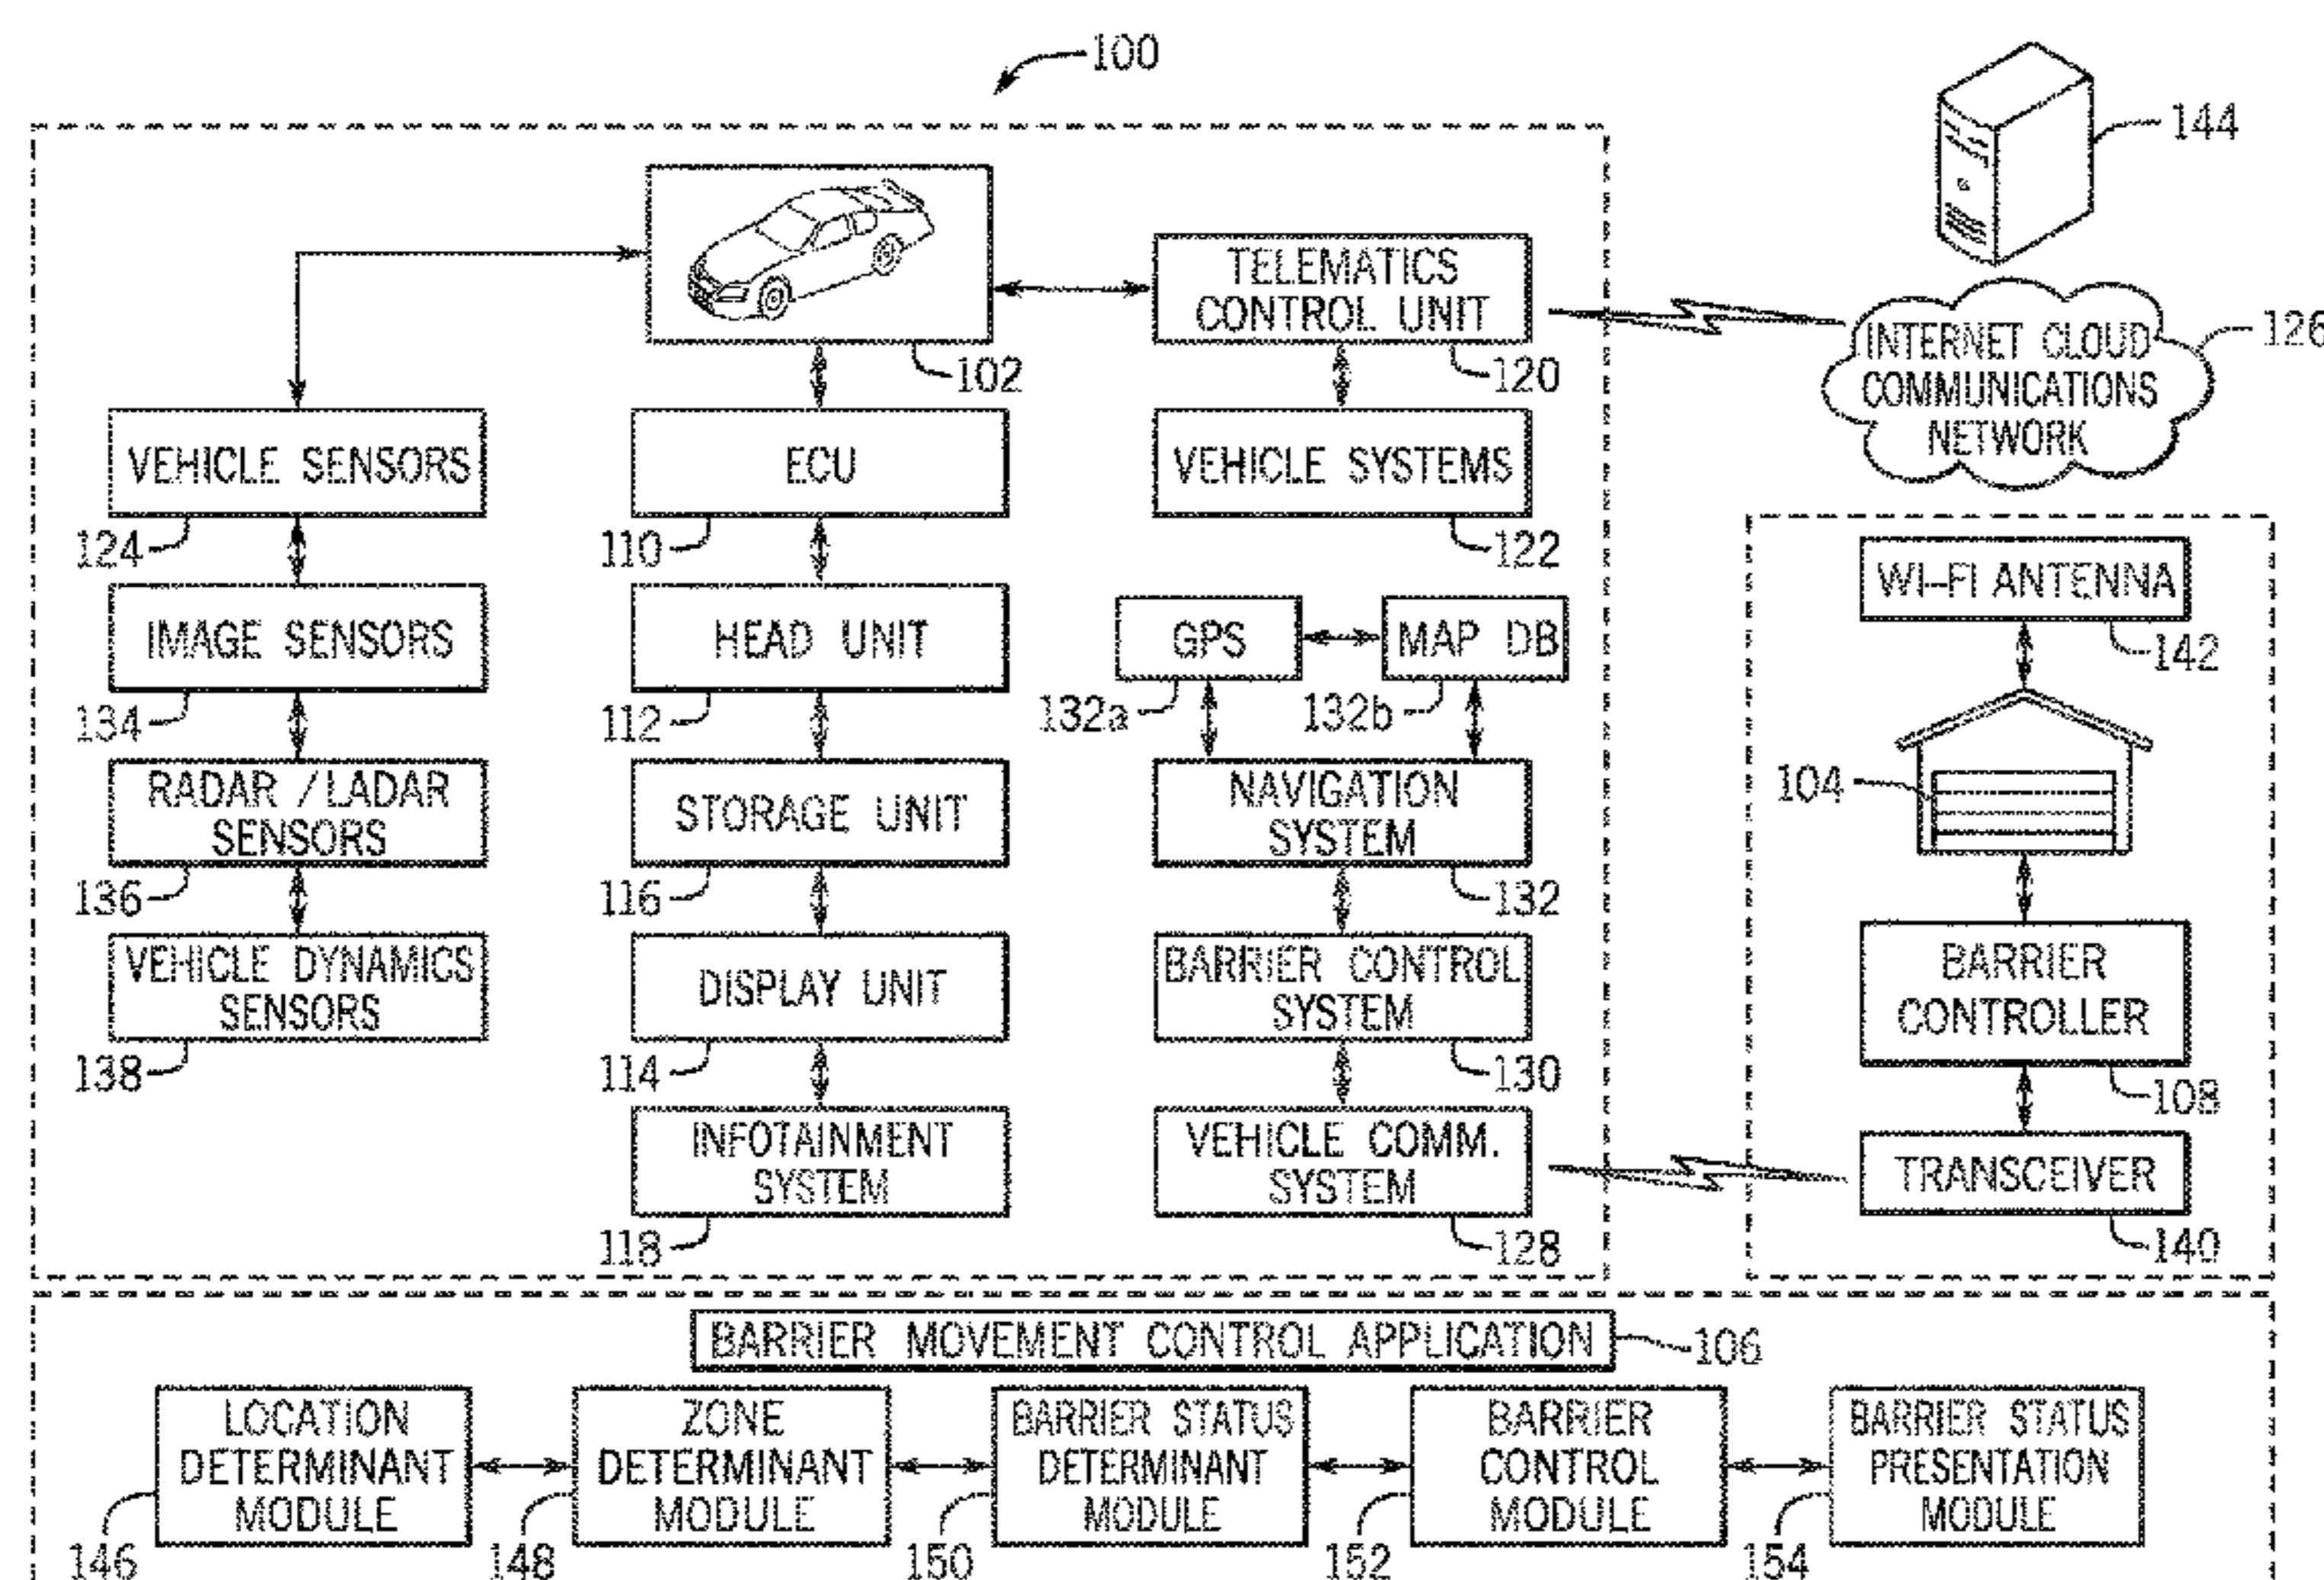 100
144
TELEMATICS
CONTROL UNIT
INTERNET CLOUD
COMMUNICATIONS
NETWORK
126
102
120
VEHICLE SENSORS
ECU
VEHICLE SYSTEMS
124
110
122
WI-FI ANTENNA
142
IMAGE SENSORS
HEAD UNIT
GPS
MAP DB
134
112
132a
132b
RADAR /LADAR
SENSORS
STORAGE UNIT
NAVIGATION
SYSTEM
104
136
116
132
VEHICLE DYNAMICS
SENSORS
DISPLAY UNIT
BARRIER CONTROL
SYSTEM
BARRIER
CONTROLLER
138
114
130
108
INFOTAINMENT
SYSTEM
VEHICLE COMM.
SYSTEM
TRANSCEIVER
118
128
140
BARRIER MOVEMENT CONTROL APPLICATION
106
LOCATION
DETERMINANT
MODULE
ZONE
DETERMINANT
MODULE
BARRIER STATUS
DETERMINANT
MODULE
BARRIER
CONTROL
MODULE
BARRIER STATUS
PRESENTATION
MODULE
146
148
150
152
154